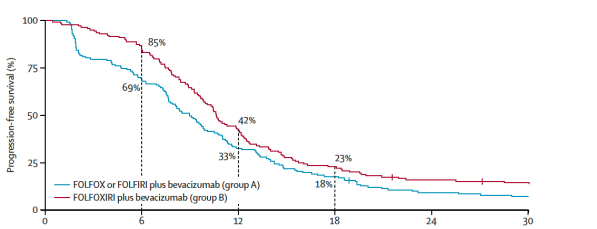 Progression-free survival (%)
100
75
50
25
0
85%
69%
42%
33%
23%
18%
FOLFOX or FOLFIRI plus bevacizumab (group A)
FOLFOXIRI plus bevacizumab (group B)
0 6 12 18 24 30